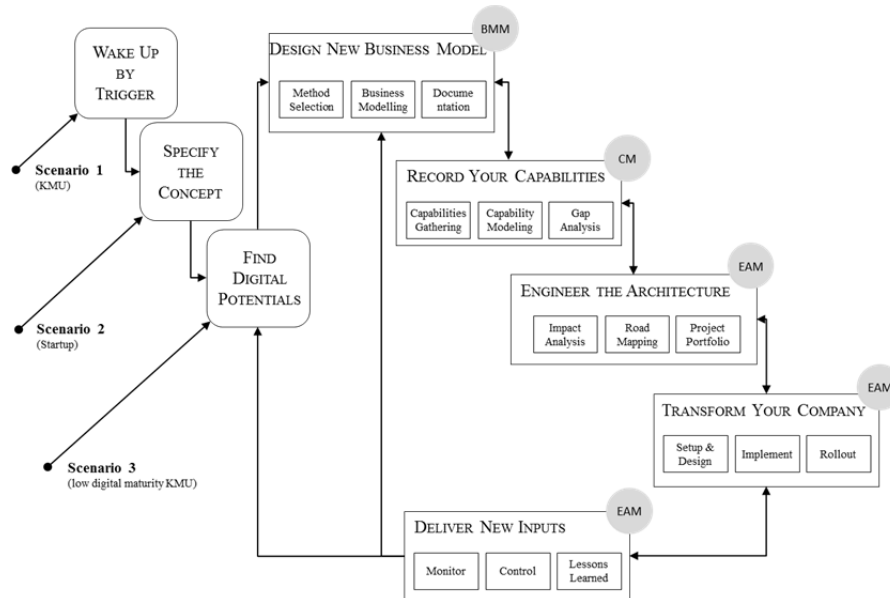 WAKE UP
BY
TRIGGER
Scenario 1
(KMU)
SPECIFY
THE
CONCEPT
Scenario 2
(Startup)
FIND
DIGITAL
POTENTIALS
Scenario 3
(low digital maturity KMU)
BMM
DESIGN NEW BUSINESS MODEL
Method
Selection
Business
Modelling
Docume
ntation
CM
RECORD YOUR CAPABILITIES
Capabilities
Gathering
Capability
Modeling
Gap
Analysis
EAM
ENGINEER THE ARCHITECTURE
Impact
Analysis
Road
Mapping
Project
Portfolio
EAM
TRANSFORM YOUR COMPANY
Setup &
Design
Implement
Rollout
EAM
DELIVER NEW INPUTS
Monitor
Control
Lessons
Learned